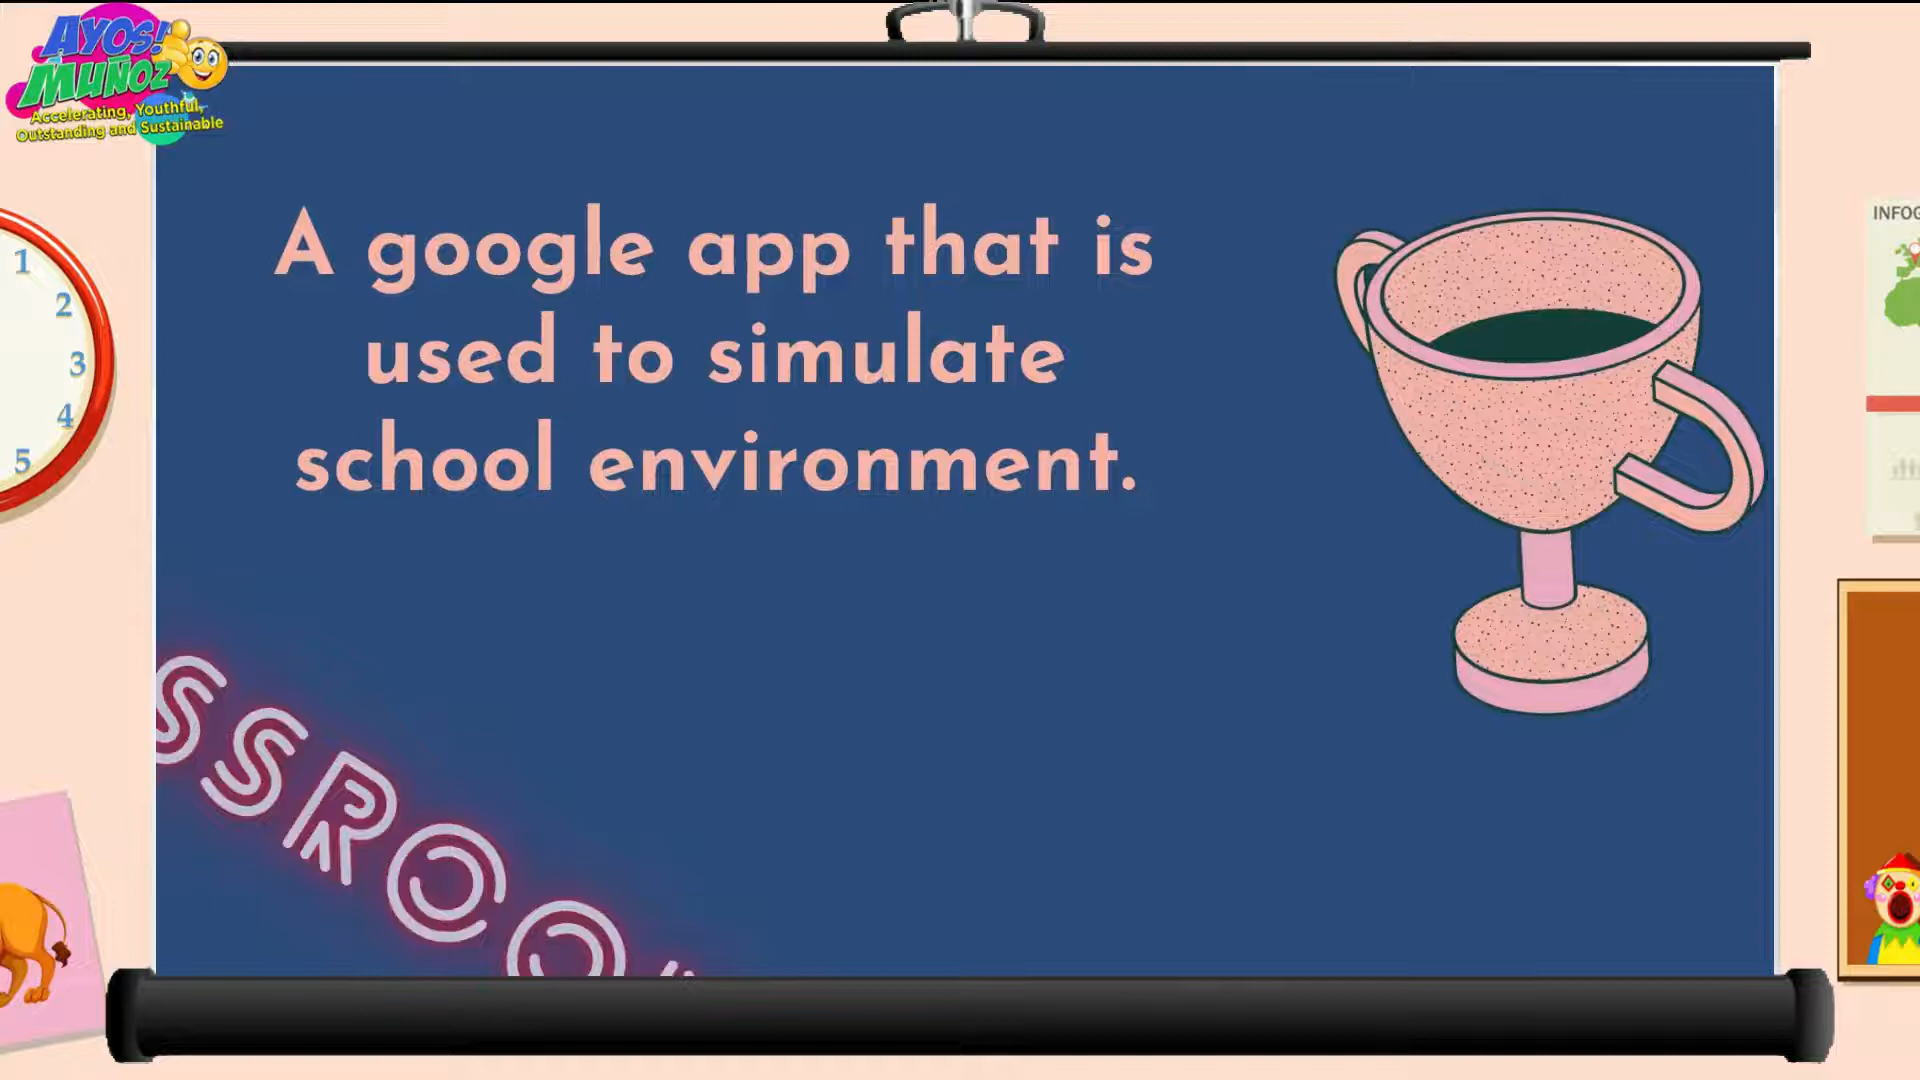 AYOS!
MUÑOZ
Accelerating, Youthful,
Outstanding and Sustainable
A google app that is
used to simulate
school environment.
1
2
3
4
5
INFOG
SSROO